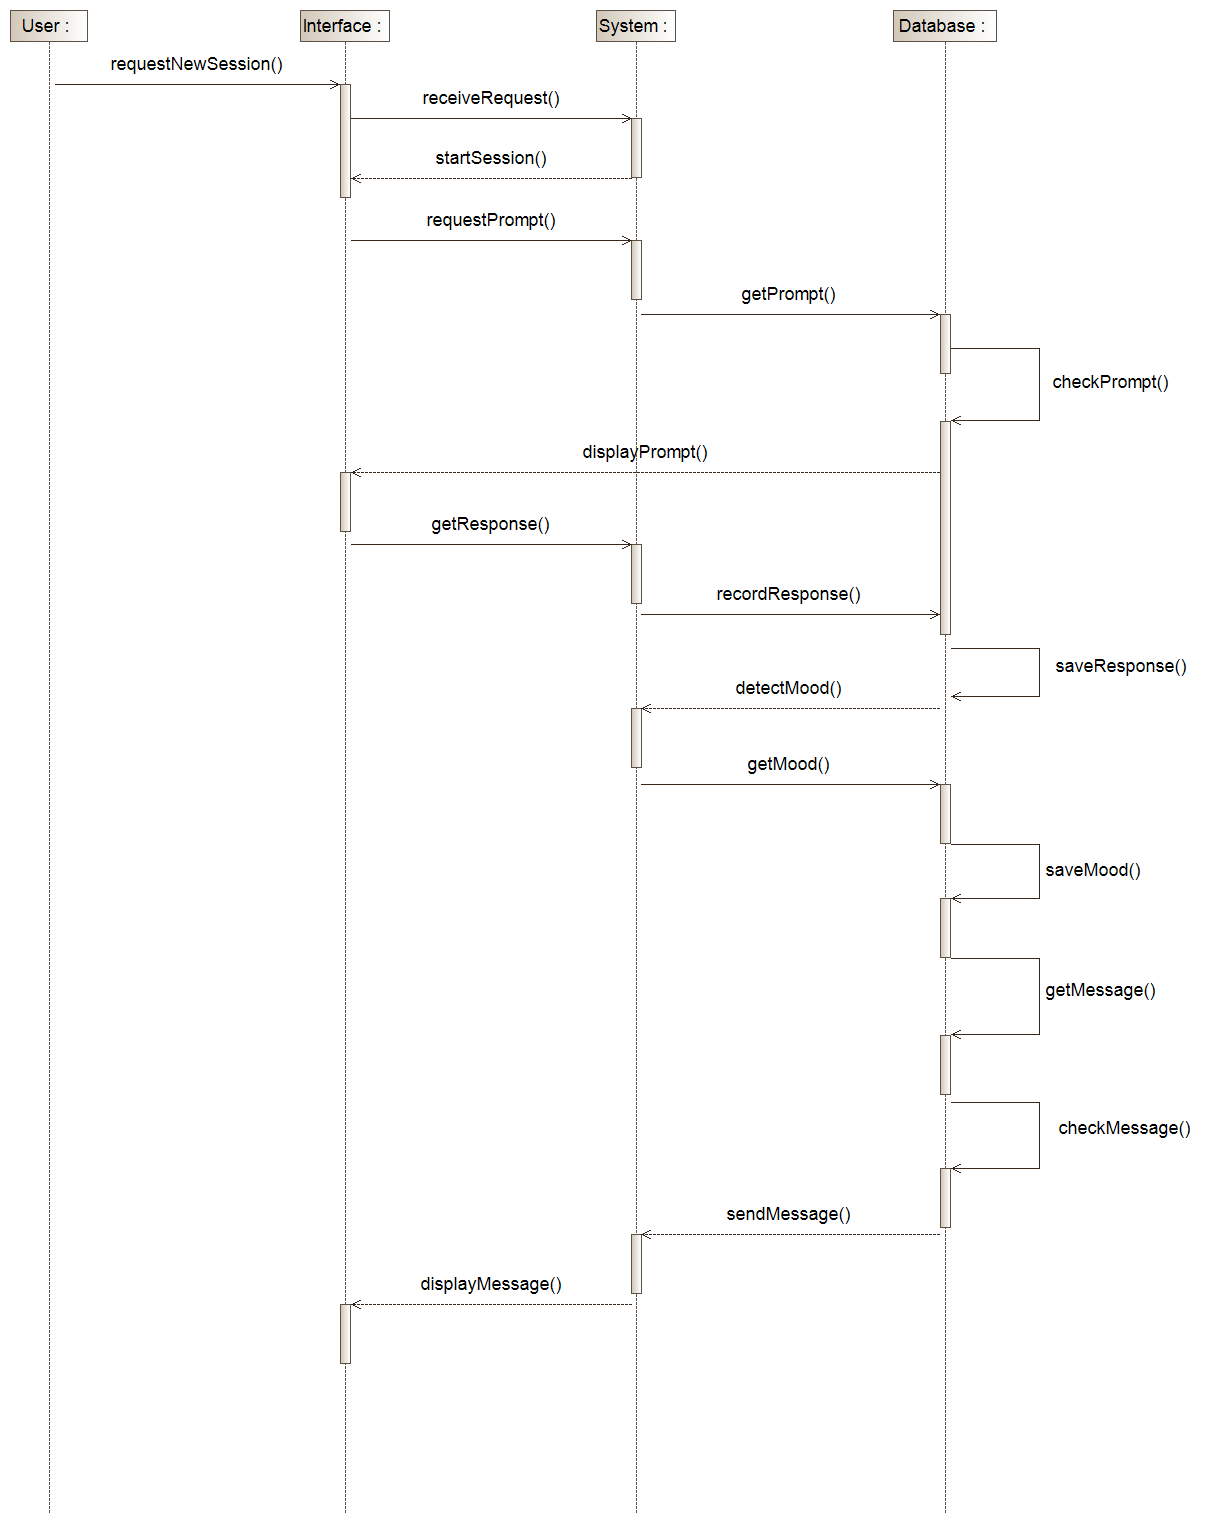 User :
Interface :
System :
Database :
requestNewSession()
receiveRequest()
startSession()
requestPrompt()
getPrompt()
checkPrompt()
displayPrompt()
getResponse()
recordResponse()
saveResponse()
detectMood()
getMood()
saveMood()
getMessage()
checkMessage()
sendMessage()
displayMessage()